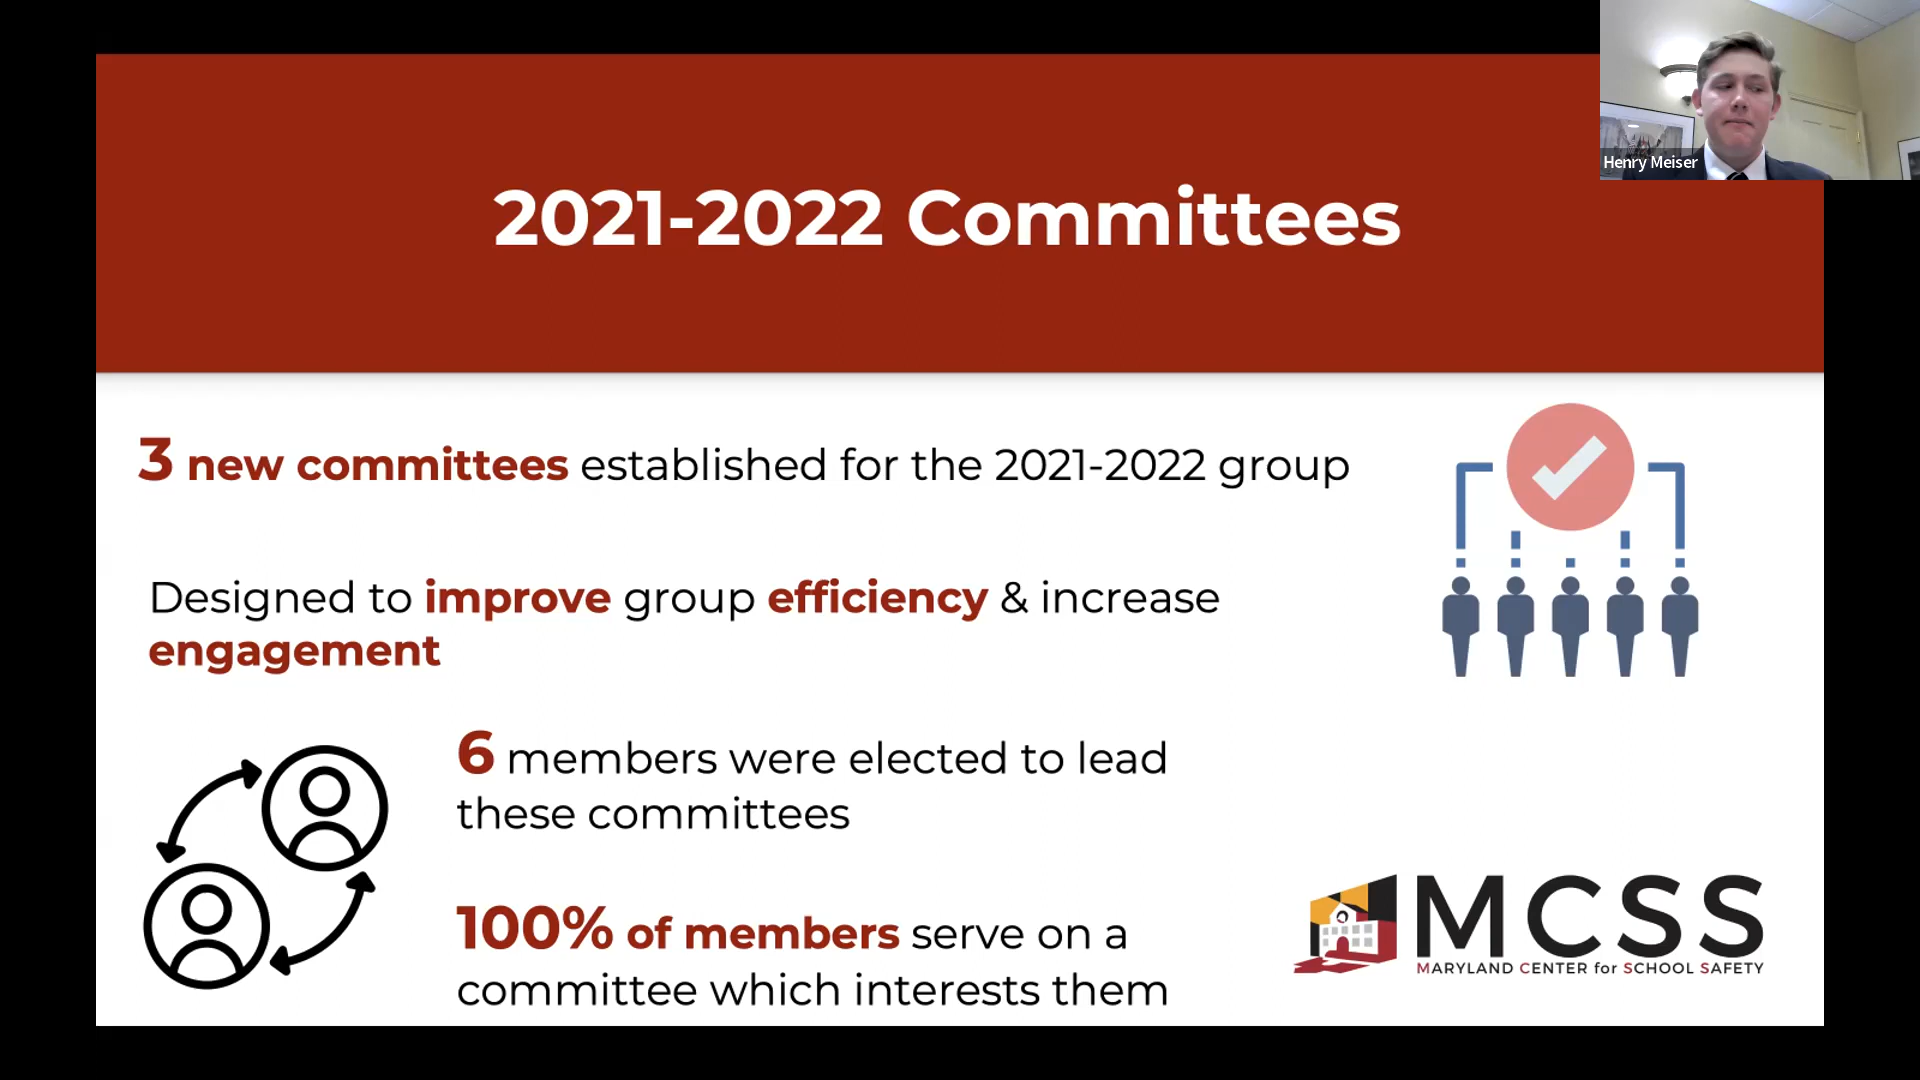 Henry Meiser
2021-2022 Committees
3 new committees established for the 2021-2022 group
Designed to improve group efficiency & increase
engagement
6 members were elected to lead
these committees
100% of members serve on a
committee which interests them
MCSS
MARYLAND CENTER for SCHOOL SAFETY